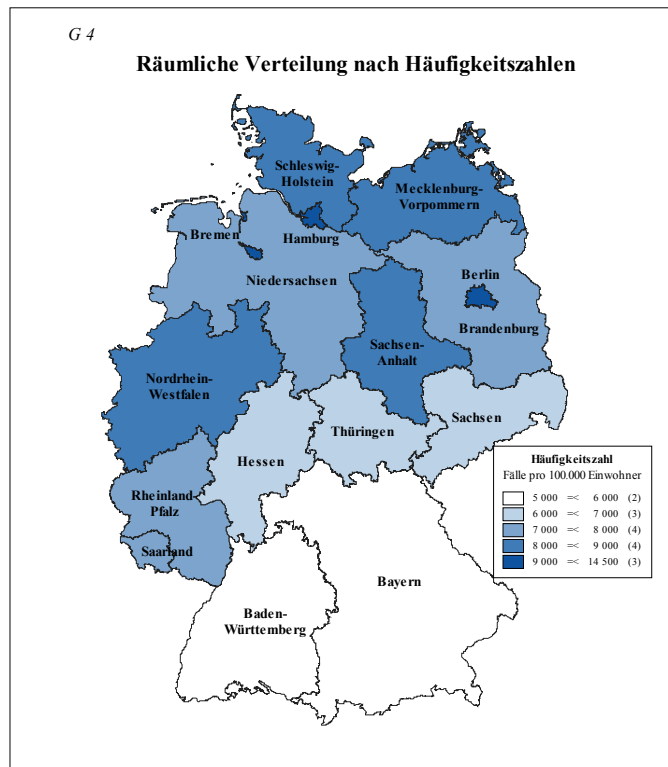 G 4
Räumliche Verteilung nach Häufigkeitszahlen
Schleswig-
Holstein
Mecklenburg-
Vorpommern
Bremen
Hamburg
Niedersachsen
Berlin
Brandenburg
Sachsen-
Anhalt
Nordrhein-
Westfalen
Sachsen
Thüringen
Hessen
Rheinland
Pfalz
Saarland
Bayern
Baden-
Württemberg
Häufigkeitszahl
Fälle pro 100.000 Einwohner
5 000 =< 6 000 (2)
6 000 =< 7 000 (3)
7 000 =< 8 000 (4)
8 000 =< 9 000 (4)
9 000 =< 14 500 (3)